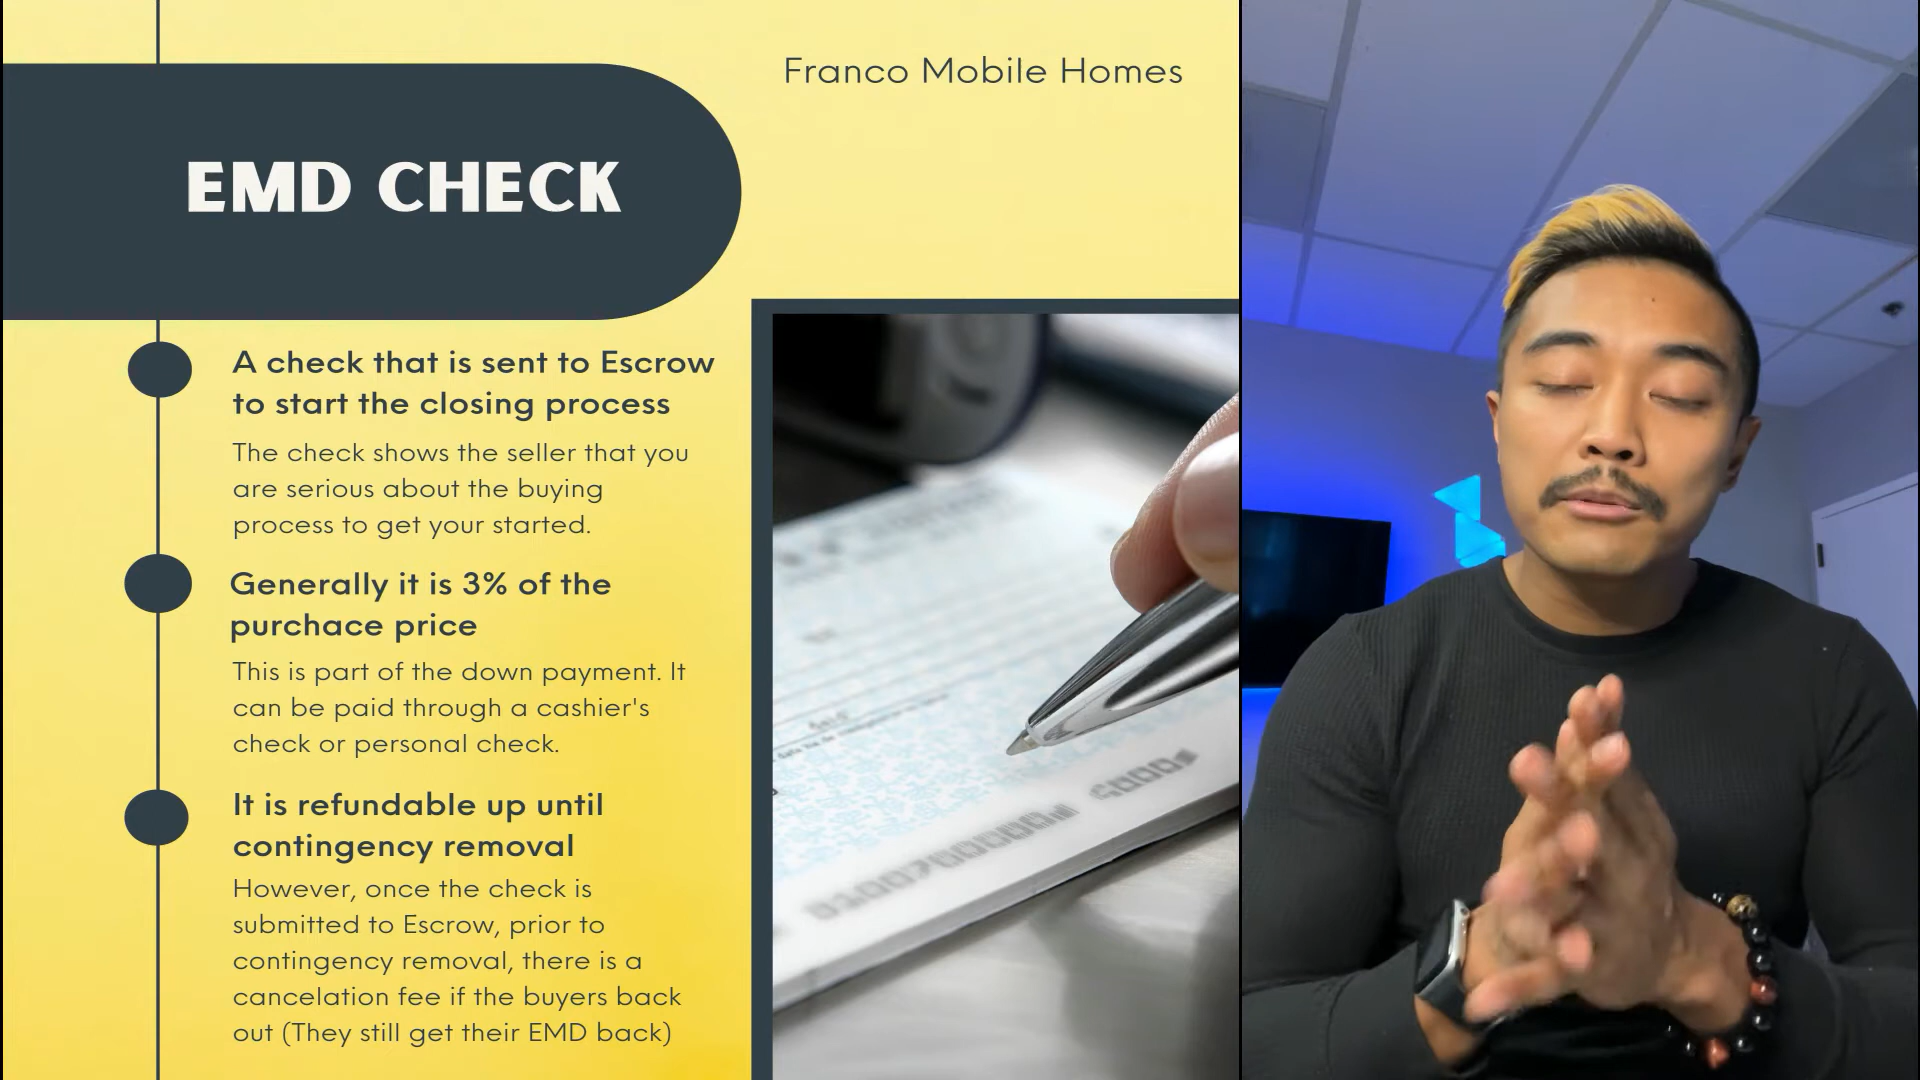 Franco Mobile Homes
EMD CHECK
A check that is sent to Escrow
to start the closing process
The check shows the seller that you
are serious about the buying
process to get your started.
Generally it is 3% of the
purchace price
This is part of the down payment. It
can be paid through a cashier's
check or personal check.
It is refundable up until
contingency removal
However, once the check is
submitted to Escrow, prior to
contingency removal, there is a
cancelation fee if the buyers back
out (They still get their EMD back)